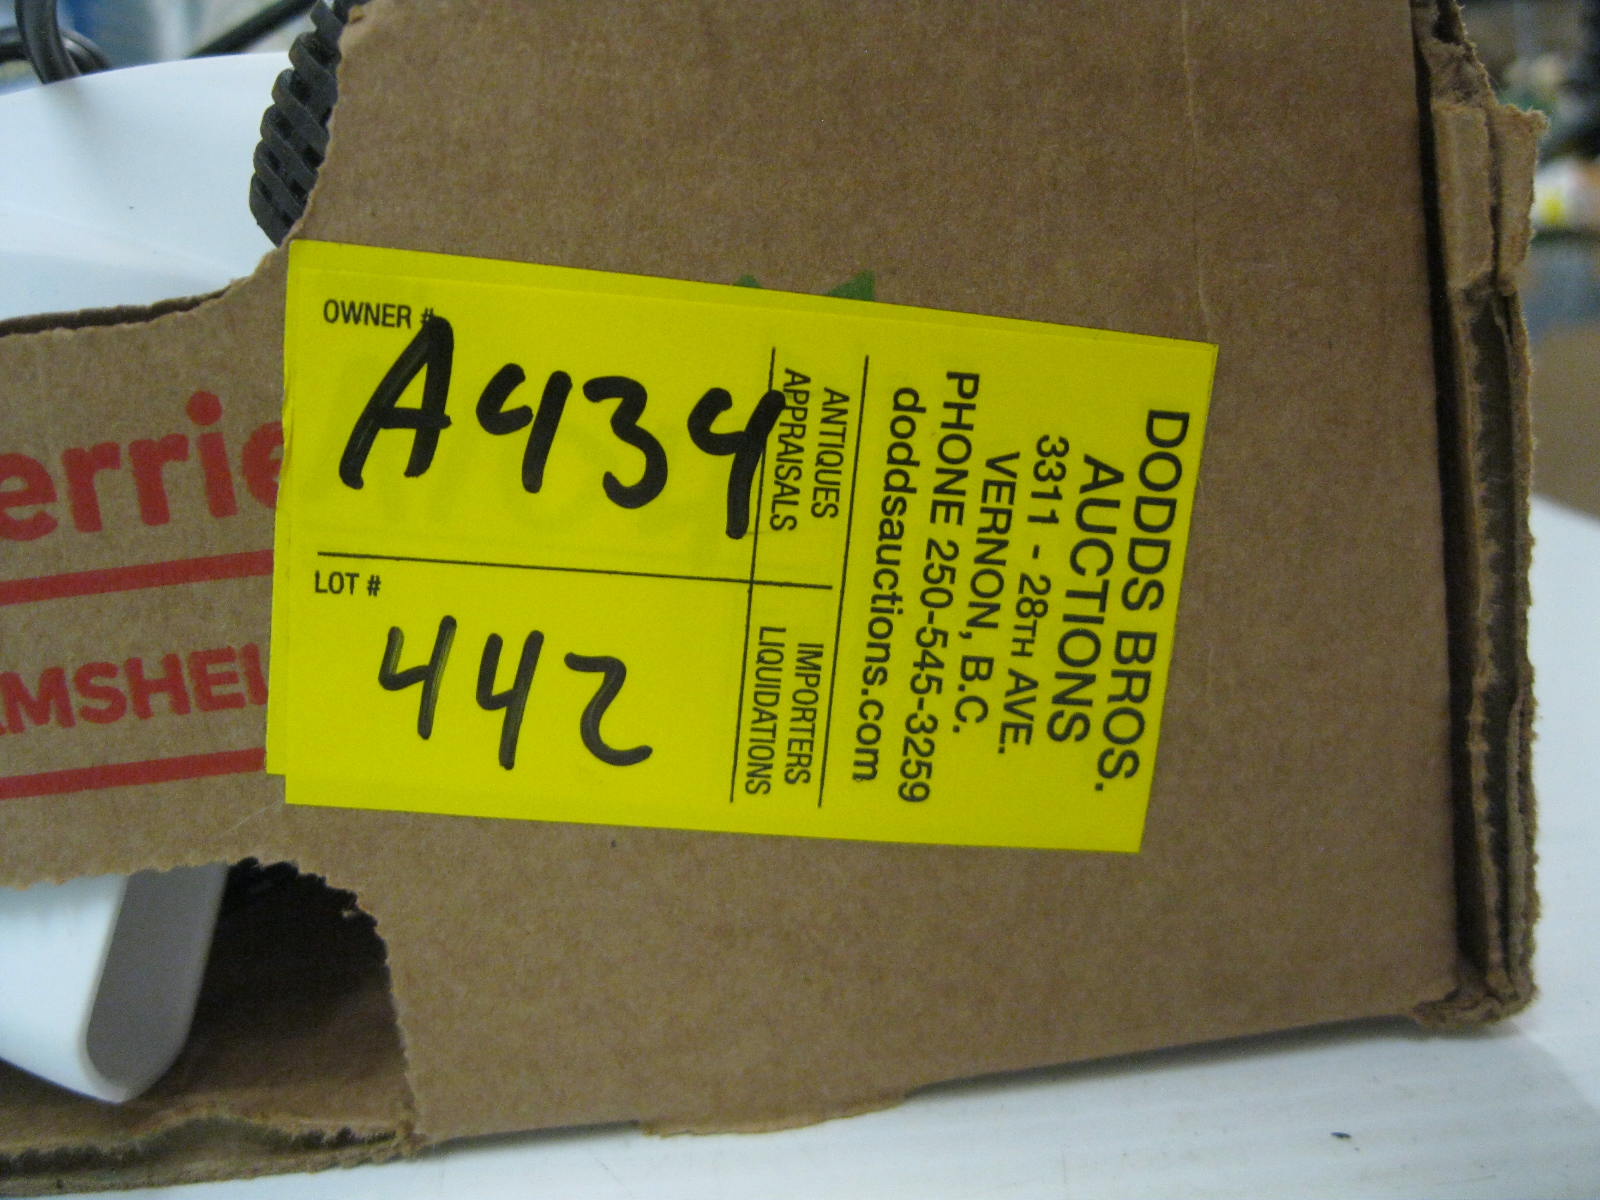 OWNER #
A434
LOT #
442
ANTIQUES
APPRAISALS
IMPORTERS
LIQUIDATIONS
DODDS BROS.
AUCTIONS
3311 - 28TH AVE.
VERNON, B.C.
PHONE 250-545-3259
doddsauctions.com
errie
AMSHEL